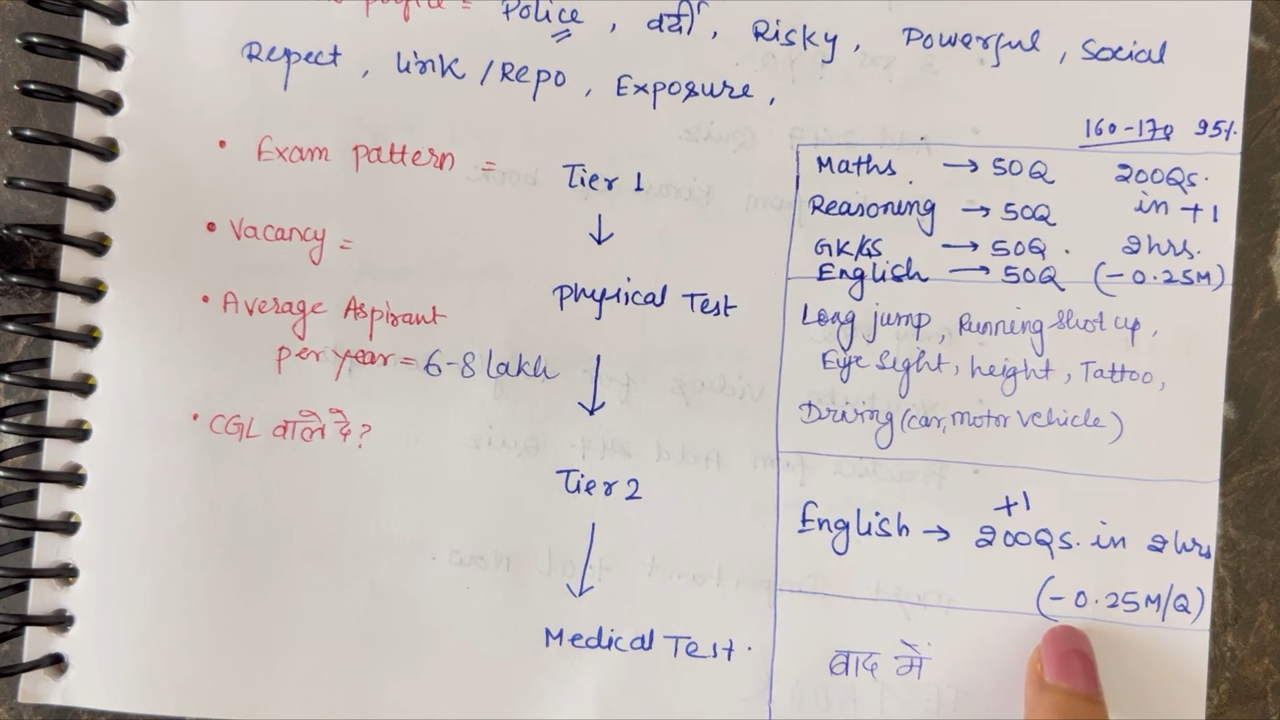 profile = Police , वर्दी , Risky , Powerful , Social
Repect , link / Repo , Exposure ,
160-170 95%
• Exam pattern = Tier 1
Maths → 50Q 200Qs.
Reasoning → 50Q in +1
GK/GS → 50Q . 2hrs.
English → 50Q (-0.25M)
• Vacancy =
Physical Test
Long jump, Running shot up,
Eye Sight, height, Tattoo,
Driving (car, motor vehicle)
• Average Aspirant
per year = 6-8 lakh
• CGL वाले दे ?
Tier 2
+1
English → 200Qs. in 2hrs
(-0.25M/Q)
Medical Test.
बाद में